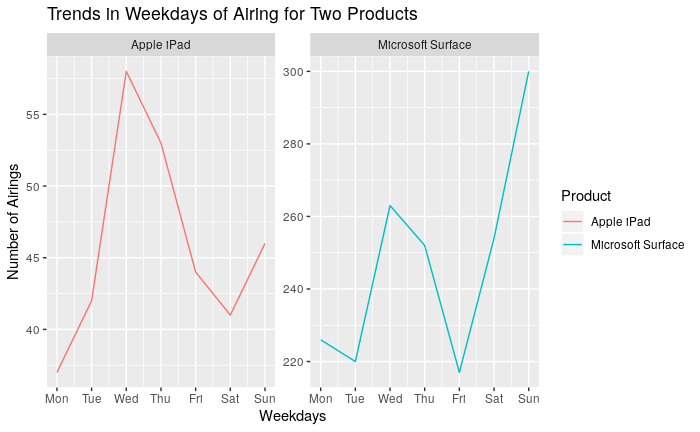 Trends in Weekdays of Airing for Two Products
Apple iPad
Microsoft Surface
Number of Airings
55
50
45
40
300
280
260
240
220
Mon Tue Wed Thu Fri Sat Sun
Mon Tue Wed Thu Fri Sat Sun
Weekdays
Product
Apple iPad
Microsoft Surface